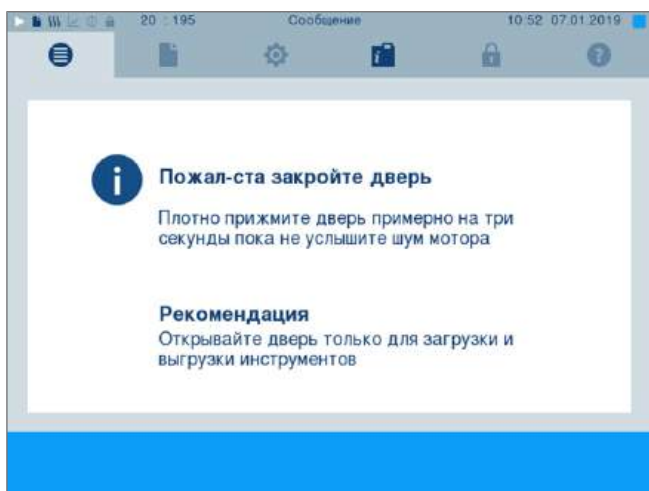 20 : 195 Сообщение 10:52 07.01.2019
Пожал-ста закройте дверь
Плотно прижмите дверь примерно на три
секунды пока не услышите шум мотора
Рекомендация
Открывайте дверь только для загрузки и
выгрузки инструментов